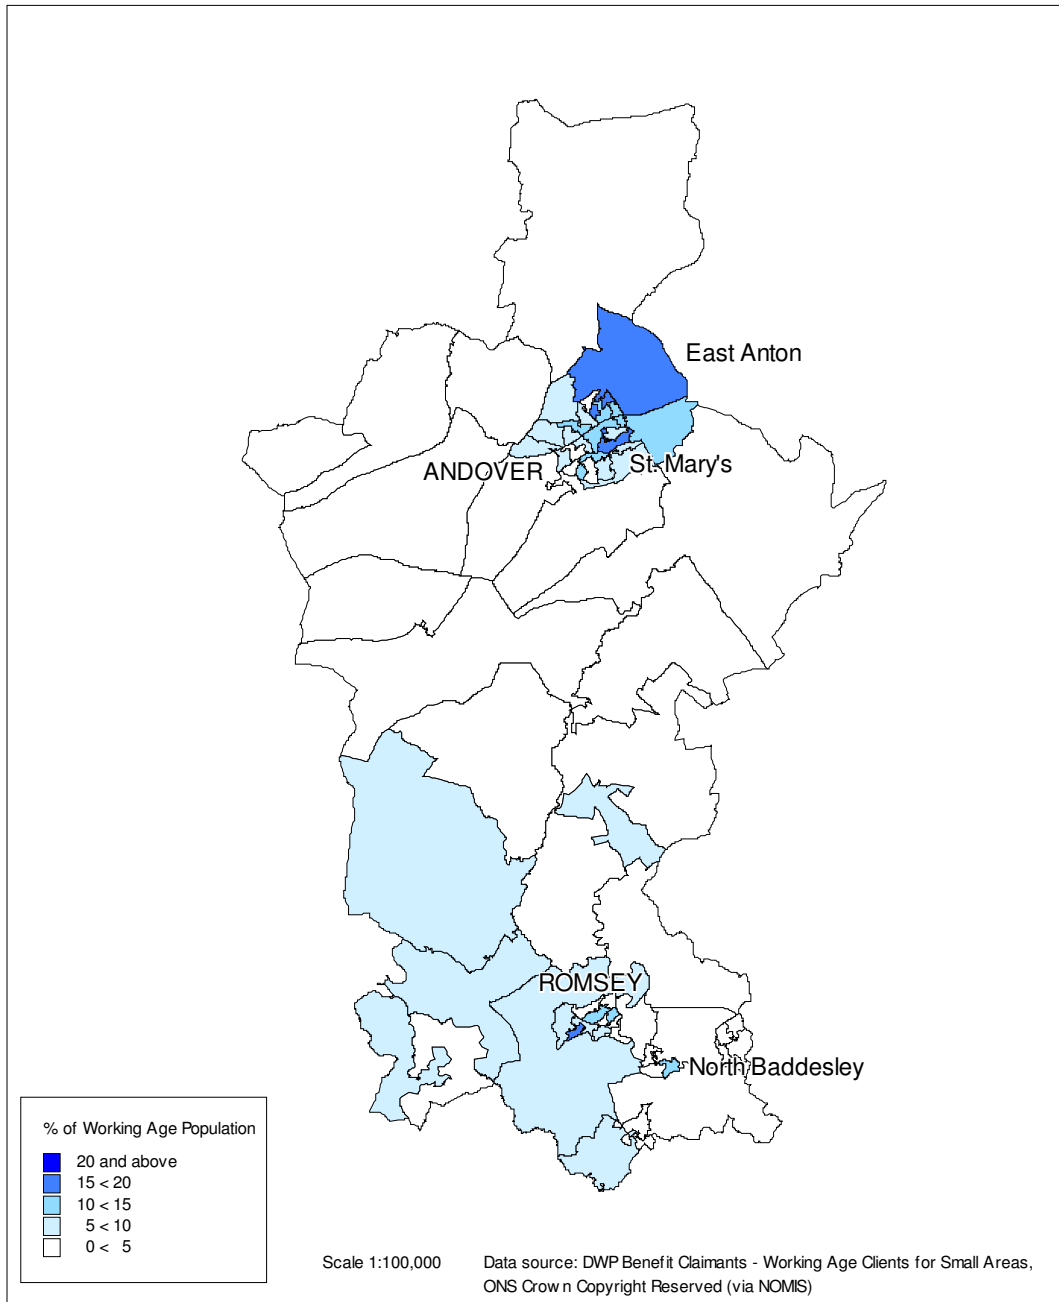 East Anton
ANDOVER
St. Mary's
ROMSEY
North Baddesley
% of Working Age Population
20 and above
15 < 20
10 < 15
5 < 10
0 < 5
Scale 1:100,000
Data source: DWP Benefit Claimants - Working Age Clients for Small Areas,
ONS Crown Copyright Reserved (via NOMIS)